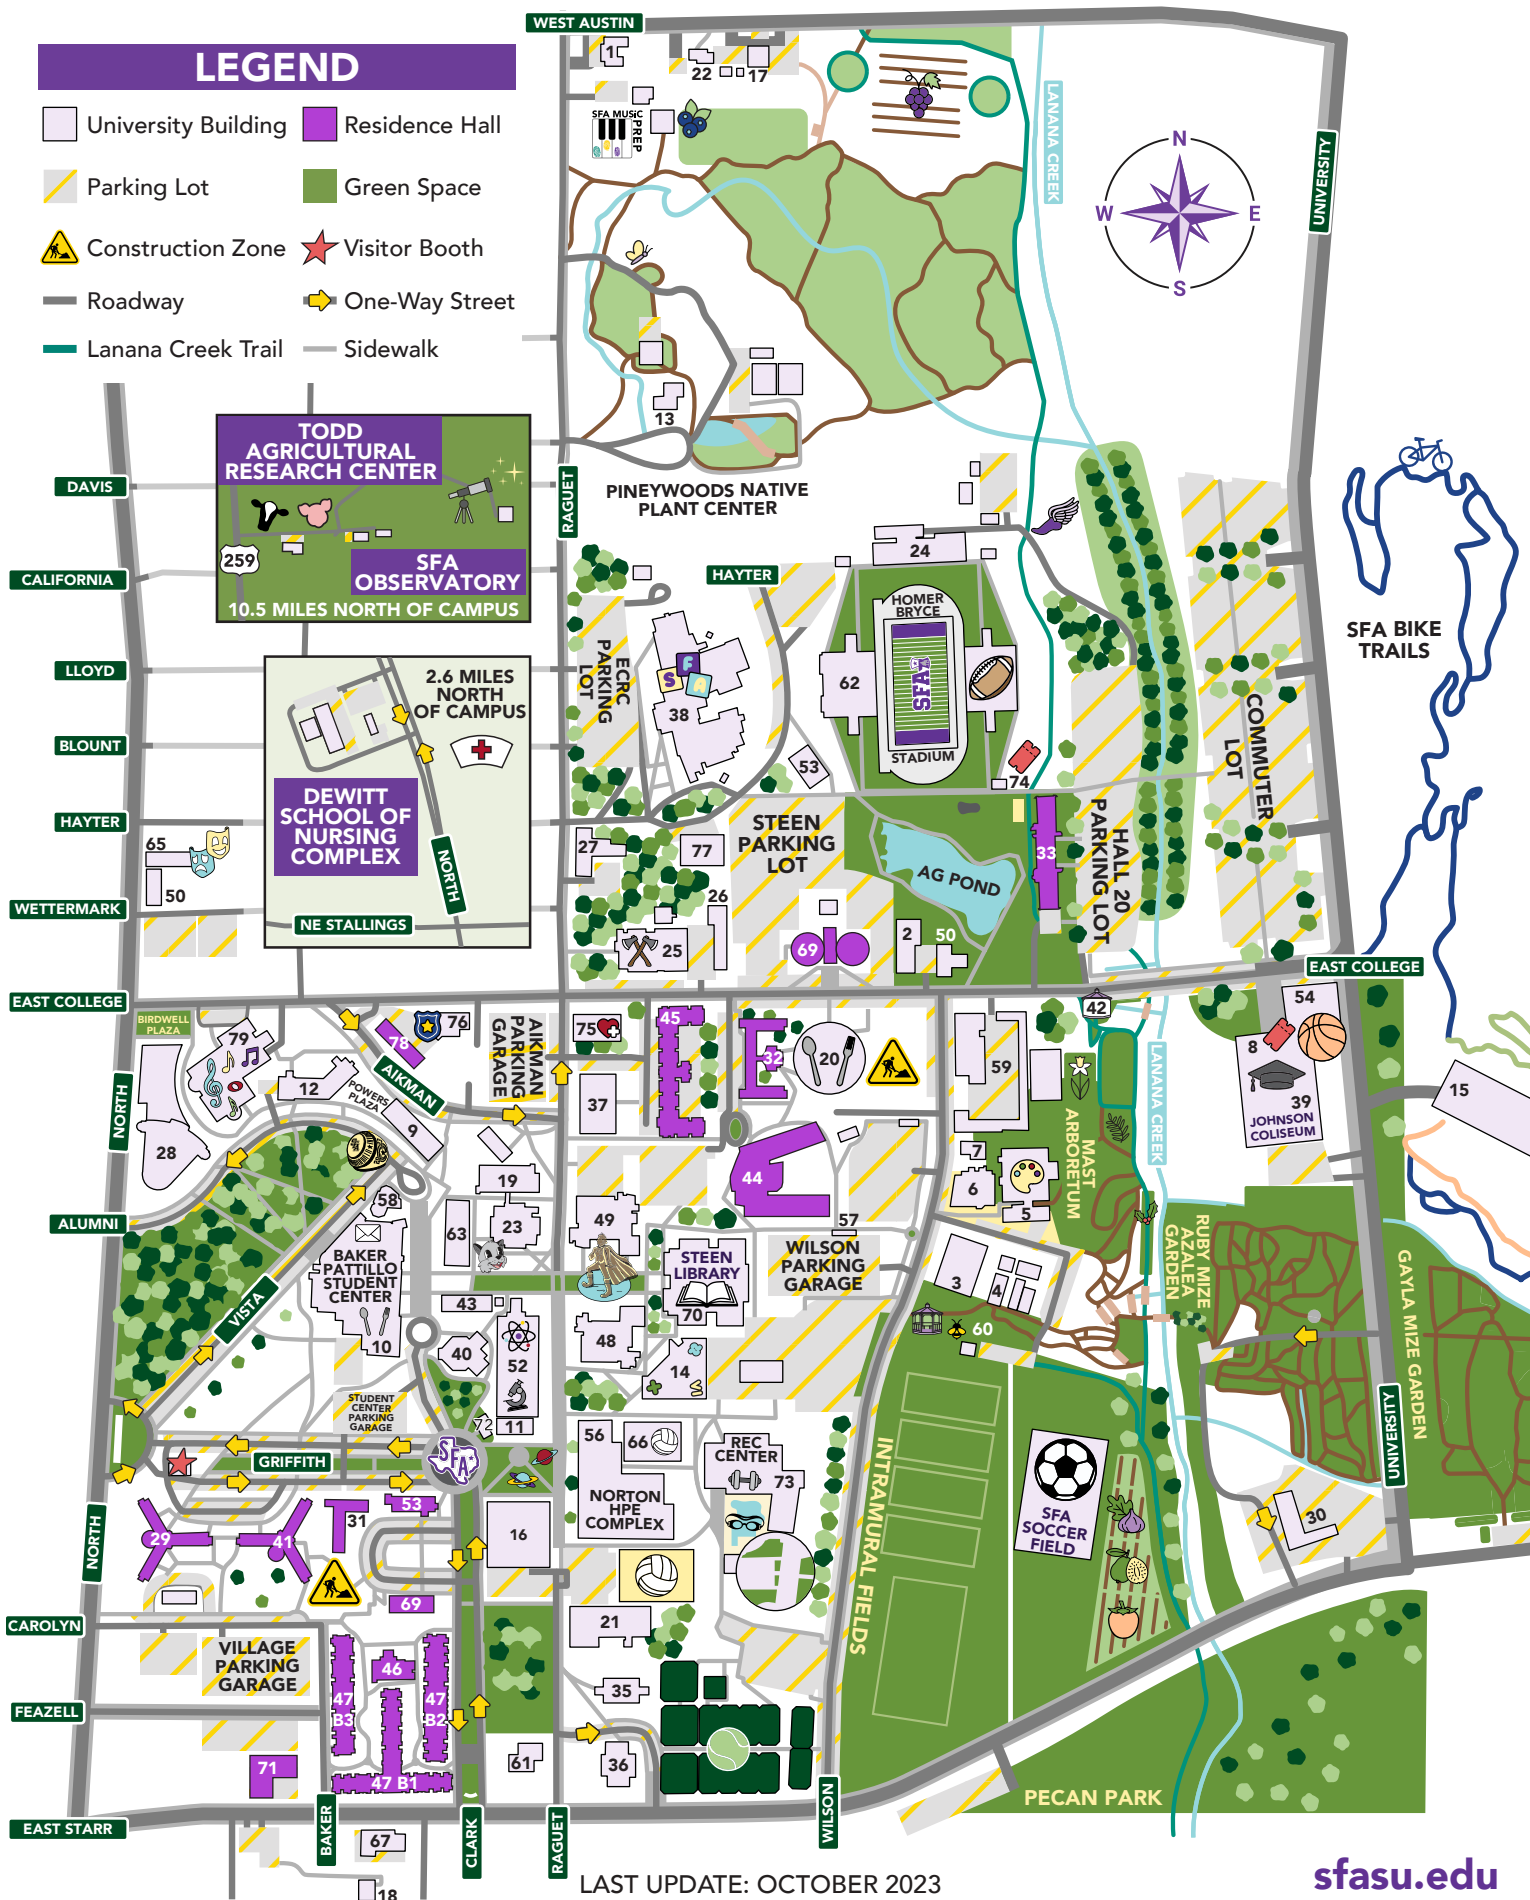 LEGEND
University Building
Residence Hall
Parking Lot
Green Space
Construction Zone
Visitor Booth
Roadway
One-Way Street
Lanana Creek Trail
Sidewalk
WEST AUSTIN
1
22
17
SFA MUSIC
PREP
LANANA CREEK
N
W
E
S
UNIVERSITY
13
PINEYWOODS NATIVE
PLANT CENTER
RAGUET
TODD
AGRICULTURAL
RESEARCH CENTER
259
SFA
OBSERVATORY
10.5 MILES NORTH OF CAMPUS
DAVIS
CALIFORNIA
LLOYD
BLOUNT
HAYTER
WETTERMARK
2.6 MILES
NORTH
OF CAMPUS
DEWITT
SCHOOL OF
NURSING
COMPLEX
NORTH
NE STALLINGS
65
50
24
HAYTER
HOMER
BRYCE
SFA
STADIUM
62
ECRC
PARKING
LOT
S
F
A
38
53
74
SFA BIKE
TRAILS
COMMUTER
LOT
HALL 20
PARKING LOT
33
STEEN
PARKING
LOT
AG POND
27
77
26
25
69
2
50
EAST COLLEGE
EAST COLLEGE
BIRDWELL
PLAZA
79
78
76
AIKMAN
PARKING
GARAGE
75
45
32
20
59
42
54
8
39
JOHNSON
COLISEUM
15
NORTH
12
POWERS
PLAZA
AIKMAN
9
37
28
44
7
6
5
MAST
ARBORETUM
LANANA CREEK
ALUMNI
58
19
63
23
49
57
BAKER
PATTILLO
STUDENT
CENTER
10
STEEN
LIBRARY
70
WILSON
PARKING
GARAGE
3
4
60
RUBY MIZE
AZALEA
GARDEN
GAYLA MIZE GARDEN
VISTA
43
40
52
48
14
STUDENT
CENTER
PARKING
GARAGE
72
11
SFA
GRIFFITH
56
66
NORTON
HPE
COMPLEX
REC
CENTER
73
INTRAMURAL FIELDS
SFA
SOCCER
FIELD
30
UNIVERSITY
NORTH
29
41
31
53
16
69
CAROLYN
VILLAGE
PARKING
GARAGE
47
B3
46
47
B2
47 B1
21
35
36
61
FEAZELL
71
EAST STARR
BAKER
CLARK
RAGUET
WILSON
PECAN PARK
67
18
LAST UPDATE: OCTOBER 2023
sfasu.edu